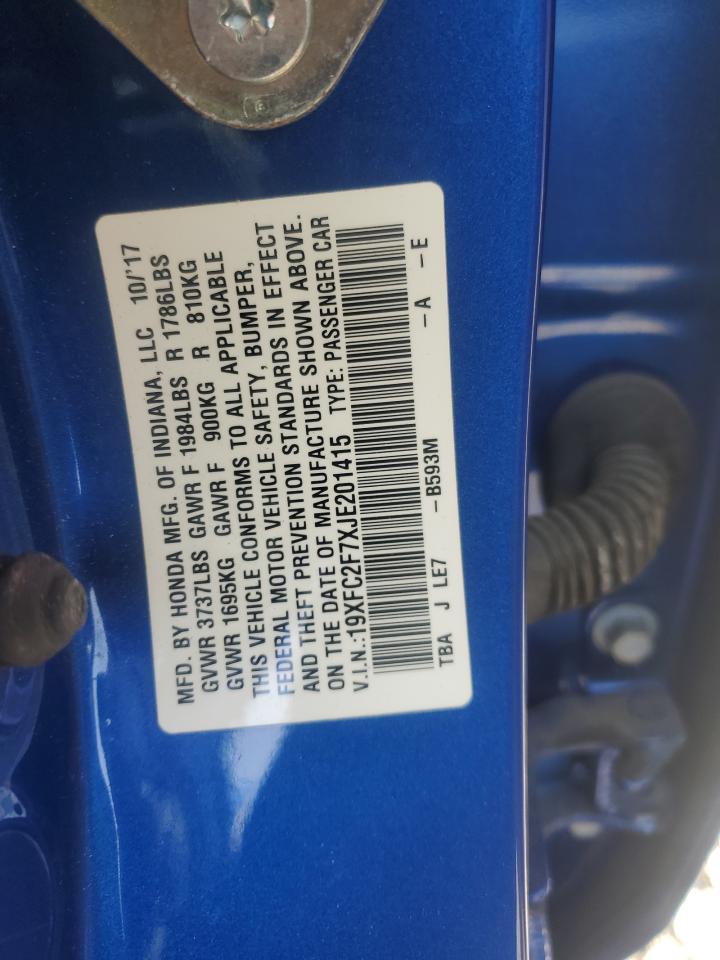 MFD. BY HONDA MFG. OF INDIANA, LLC 10/'17
GVWR 3737LBS GAWR F 1984LBS R 1786LBS
GVWR 1695KG GAWR F 900KG R 810KG
THIS VEHICLE CONFORMS TO ALL APPLICABLE
FEDERAL MOTOR VEHICLE SAFETY, BUMPER,
AND THEFT PREVENTION STANDARDS IN EFFECT
ON THE DATE OF MANUFACTURE SHOWN ABOVE.
V.I.N.:19XFC2F7XJE201415 TYPE: PASSENGER CAR
TBA J LE7 -B593M -A -E